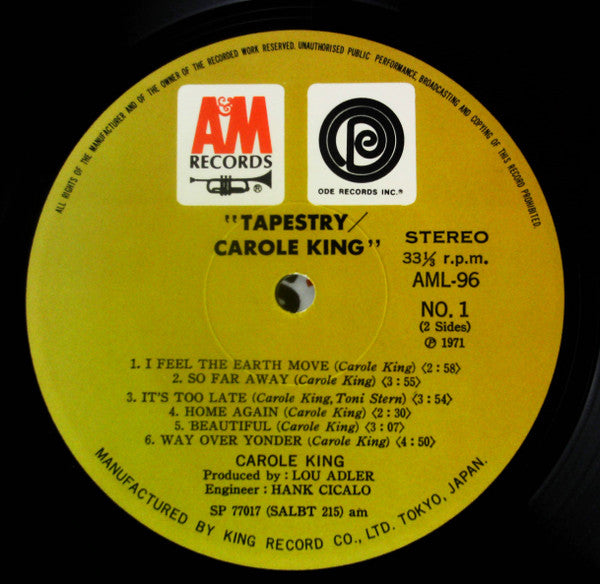 ALL RIGHTS OF THE MANUFACTURER AND OF THE OWNER OF THE RECORDED WORK RESERVED. UNAUTHORISED PUBLIC PERFORMANCE, BROADCASTING AND COPYING OF THIS RECORD PROHIBITED.
A&M
RECORDS
®
ODE RECORDS INC.®
"TAPESTRY/
CAROLE KING"
STEREO
33⅓ r.p.m.
AML-96
NO. 1
(2 Sides)
℗ 1971
1. I FEEL THE EARTH MOVE (Carole King) ⟨2:58⟩
2. SO FAR AWAY (Carole King) ⟨3:55⟩
3. IT'S TOO LATE (Carole King, Toni Stern) ⟨3:54⟩
4. HOME AGAIN (Carole King) ⟨2:30⟩
5. BEAUTIFUL (Carole King) ⟨3:07⟩
6. WAY OVER YONDER (Carole King) ⟨4:50⟩
CAROLE KING
Produced by : LOU ADLER
Engineer : HANK CICALO
SP 77017 (SALBT 215) am
MANUFACTURED BY KING RECORD CO., LTD. TOKYO, JAPAN.